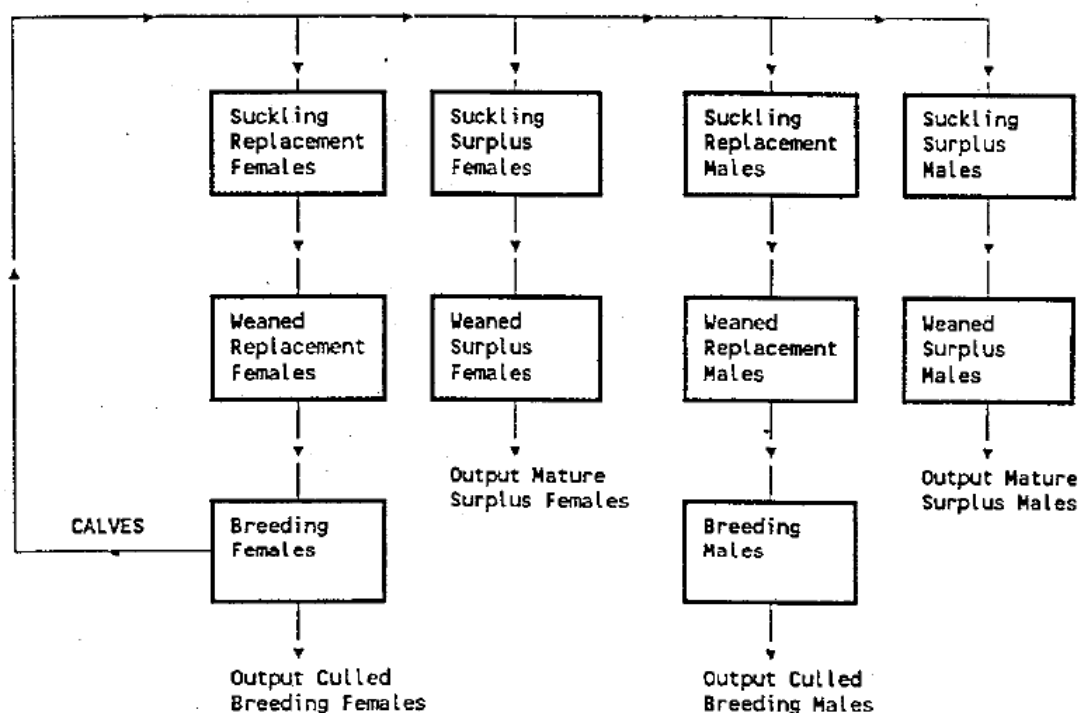 Suckling
Replacement
Females
Suckling
Surplus
Females
Suckling
Replacement
Males
Suckling
Surplus
Males
Weaned
Replacement
Females
Weaned
Surplus
Females
Weaned
Replacement
Males
Weaned
Surplus
Males
Output Mature
Surplus Females
Output Mature
Surplus Males
CALVES
Breeding
Females
Breeding
Males
Output Culled
Breeding Females
Output Culled
Breeding Males